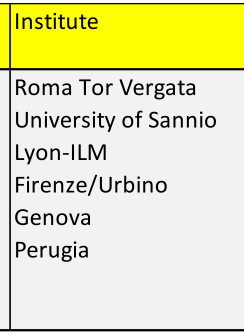 Institute
Roma Tor Vergata
University of Sannio
Lyon-ILM
Firenze/Urbino
Genova
Perugia